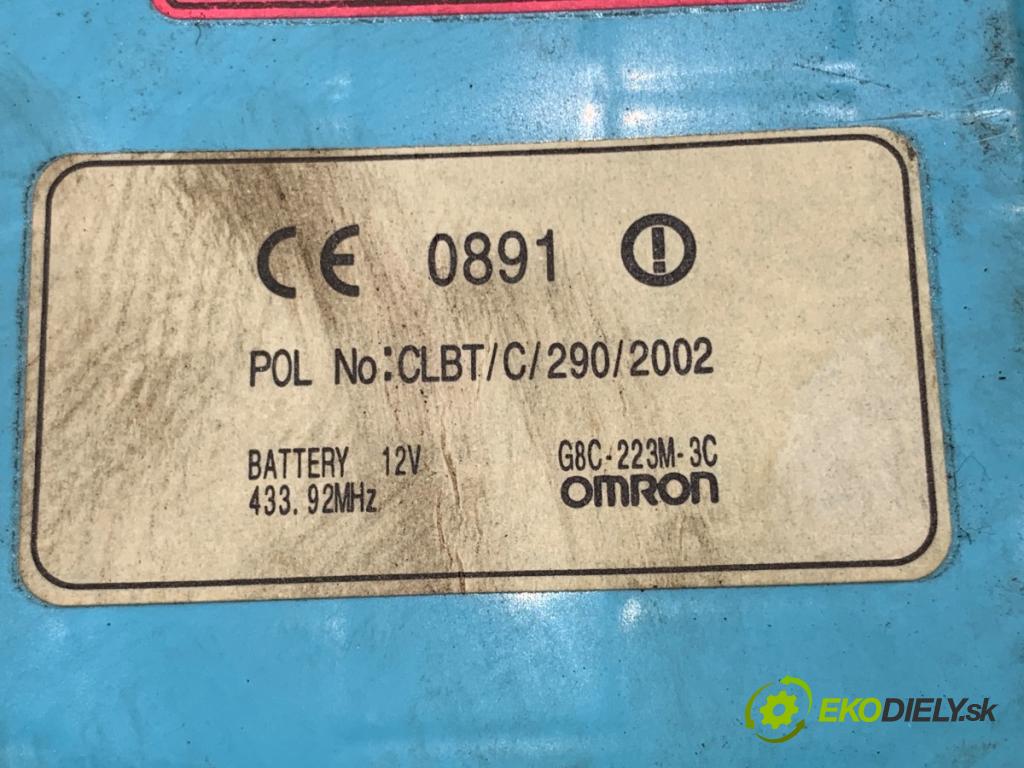 CE 0891
POL No:CLBT/C/290/2002
BATTERY 12V
433.92MHz
G8C-223M-3C
OMRON
EKODIELY.sk